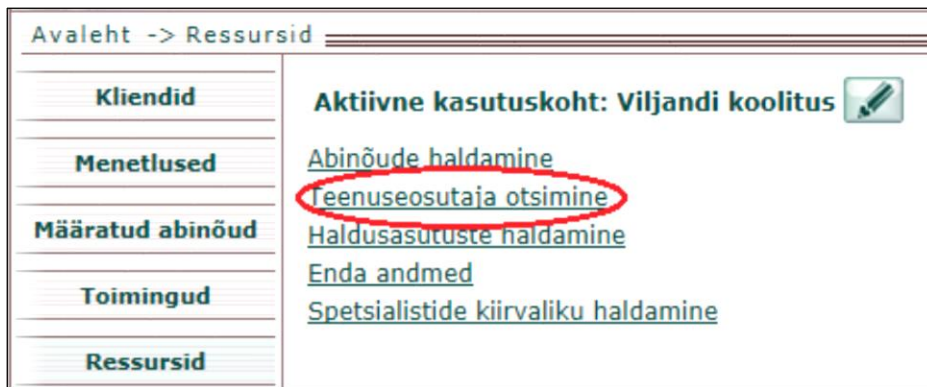 Avaleht -> Ressursid
Kliendid
Menetlused
Määratud abinõud
Toimingud
Ressursid
Aktiivne kasutuskoht: Viljandi koolitus
Abinõude haldamine
Teenuseosutaja otsimine
Haldusasutuste haldamine
Enda andmed
Spetsialistide kiirvaliku haldamine